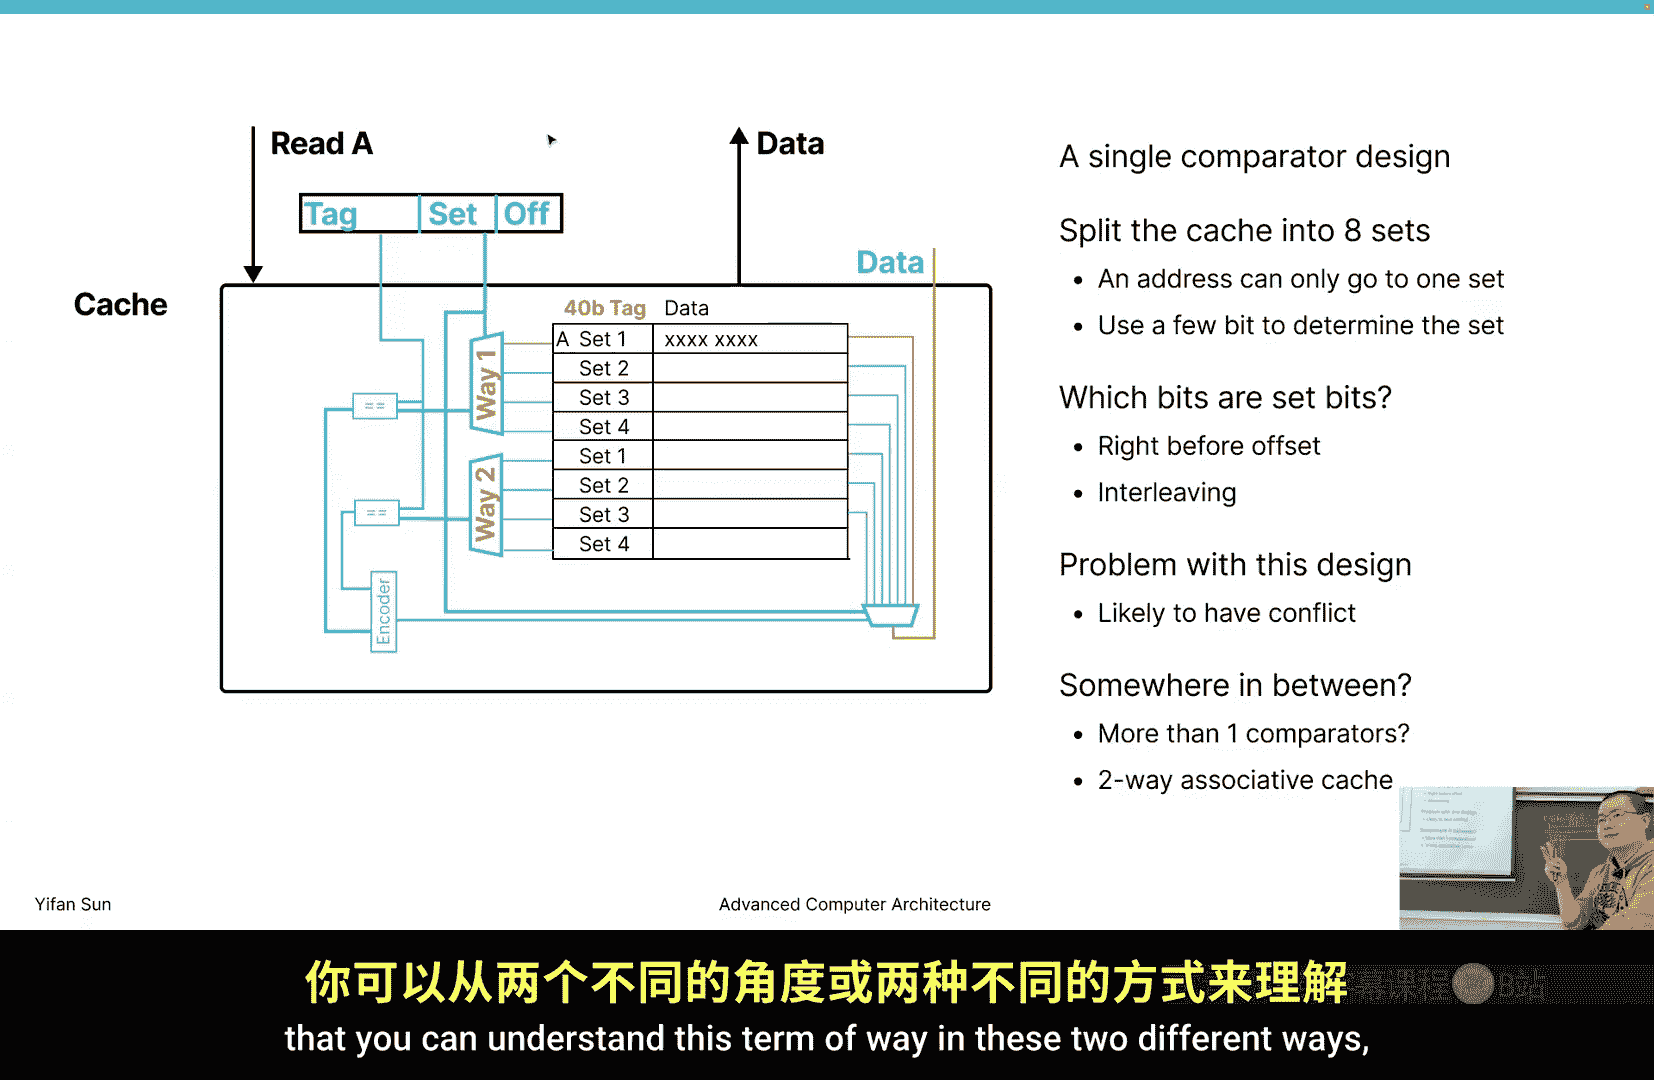 Read A
Data
Tag Set Off
Data
Cache
40b Tag Data
A Set 1 xxxx xxxx
Set 2
Set 3
Set 4
Set 1
Set 2
Set 3
Set 4
Way 1
Way 2
==
==
Encoder
A single comparator design
Split the cache into 8 sets
• An address can only go to one set
• Use a few bit to determine the set
Which bits are set bits?
• Right before offset
• Interleaving
Problem with this design
• Likely to have conflict
Somewhere in between?
• More than 1 comparators?
• 2-way associative cache
Yifan Sun
Advanced Computer Architecture
你可以从两个不同的角度或两种不同的方式来理解
幕课程
B站
that you can understand this term of way in these two different ways,